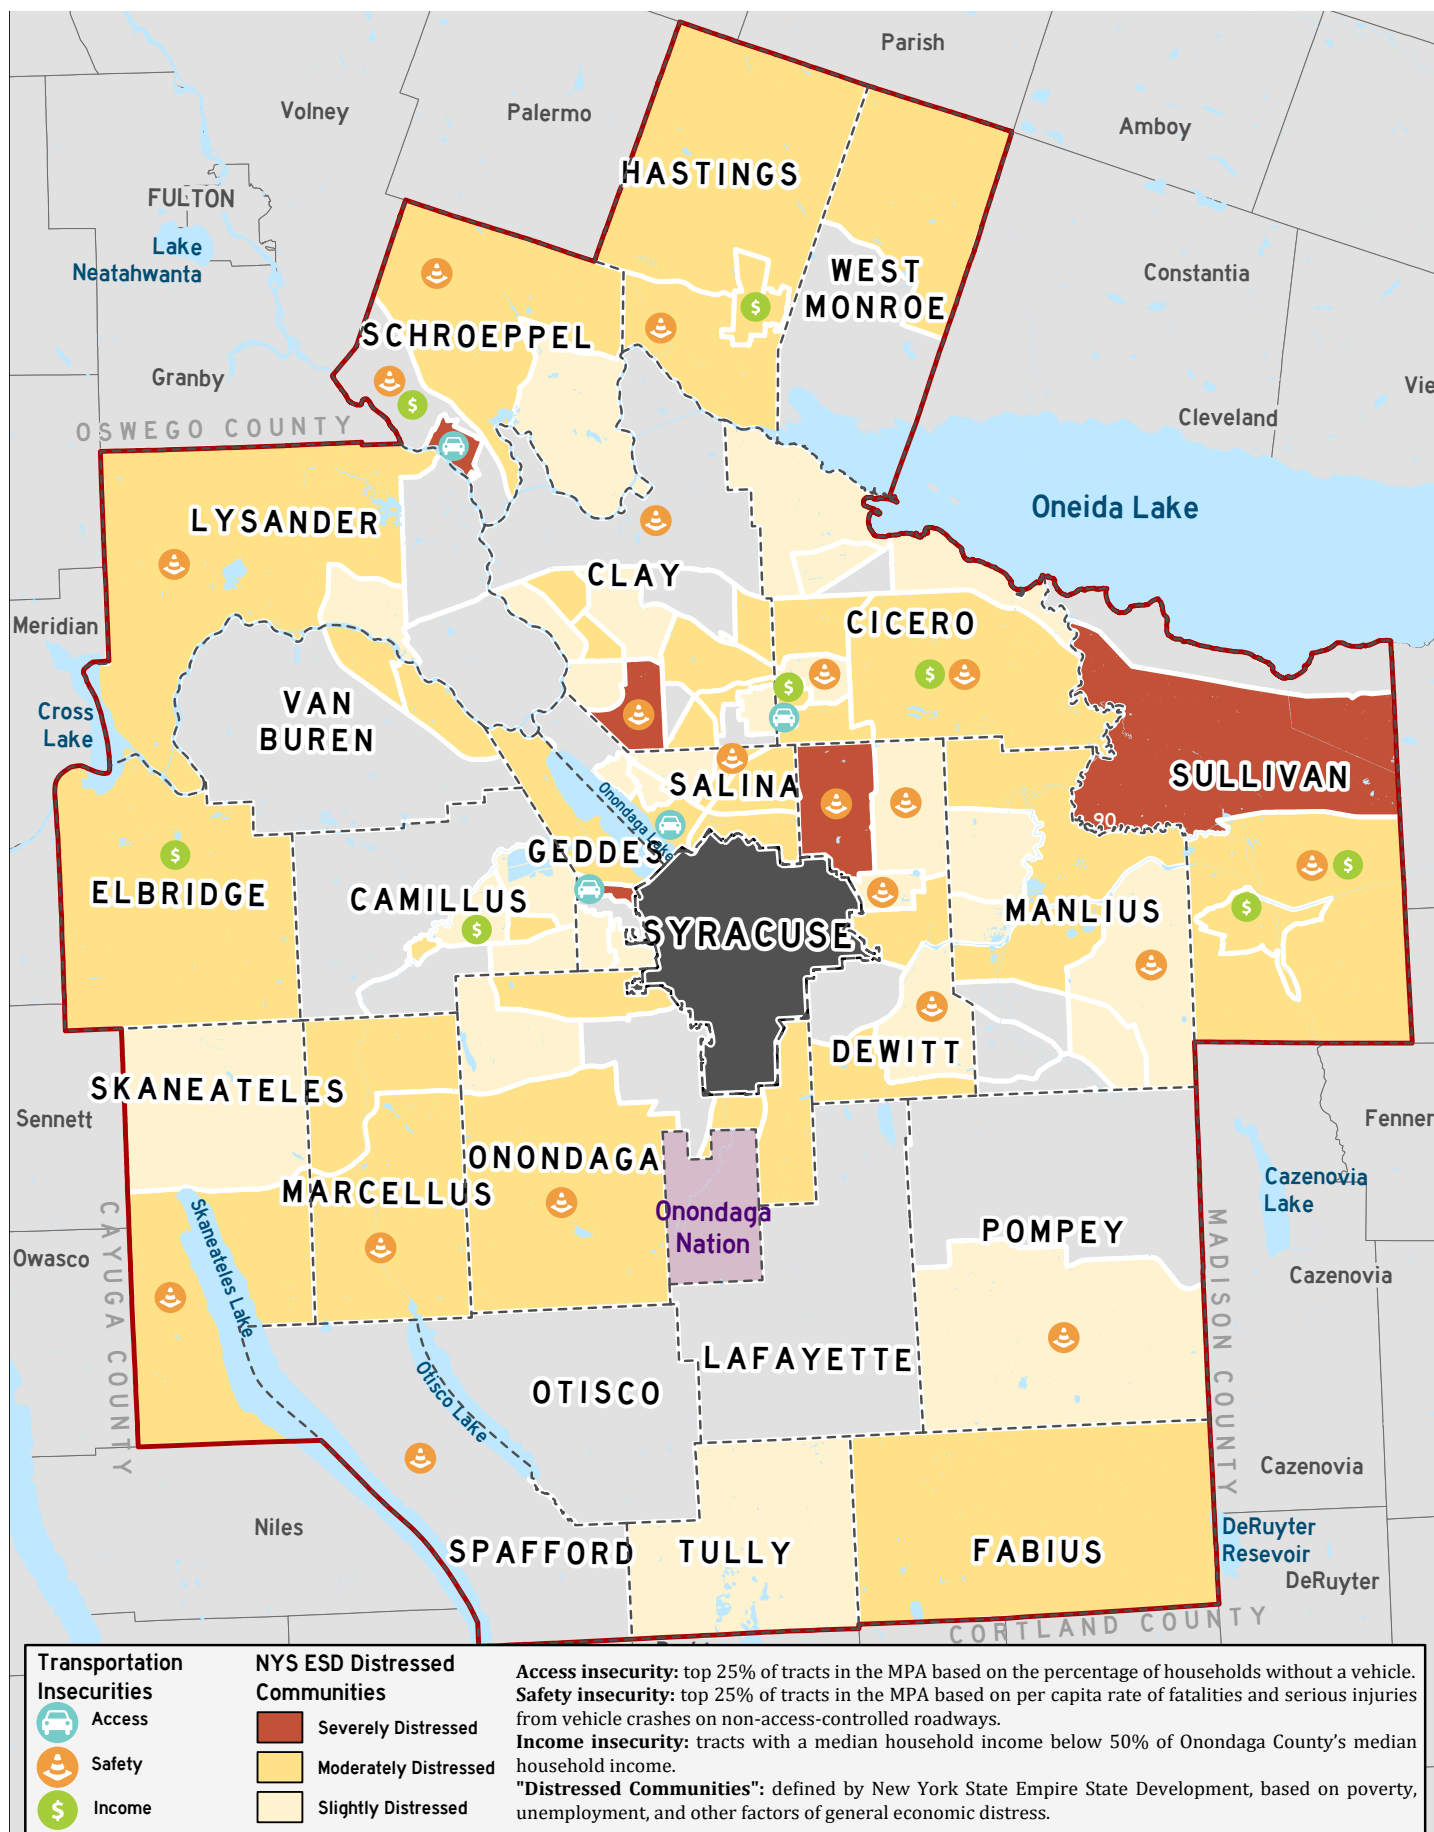 Parish
Volney
Palermo
Amboy
HASTINGS
FULTON
Lake
Neatahwanta
WEST
MONROE
Constantia
SCHROEPPEL
Granby
Vie
Cleveland
OSWEGO COUNTY
Oneida Lake
LYSANDER
CLAY
CICERO
Meridian
VAN
BUREN
Cross
Lake
SALINA
SULLIVAN
Onondaga Lake
90
GEDDES
ELBRIDGE
CAMILLUS
MANLIUS
SYRACUSE
DEWITT
SKANEATELES
Sennett
Fenner
ONONDAGA
MARCELLUS
Cazenovia
Lake
Onondaga
Nation
POMPEY
Skaneateles Lake
CAYUGA COUNTY
MADISON COUNTY
Owasco
Cazenovia
LAFAYETTE
OTISCO
Otisco Lake
Cazenovia
Niles
DeRuyter
Resevoir
SPAFFORD
TULLY
FABIUS
DeRuyter
CORTLAND COUNTY
Transportation
Insecurities
Access
Safety
Income
NYS ESD Distressed
Communities
Severely Distressed
Moderately Distressed
Slightly Distressed
Access insecurity: top 25% of tracts in the MPA based on the percentage of households without a vehicle.
Safety insecurity: top 25% of tracts in the MPA based on per capita rate of fatalities and serious injuries
from vehicle crashes on non-access-controlled roadways.
Income insecurity: tracts with a median household income below 50% of Onondaga County's median
household income.
"Distressed Communities": defined by New York State Empire State Development, based on poverty,
unemployment, and other factors of general economic distress.